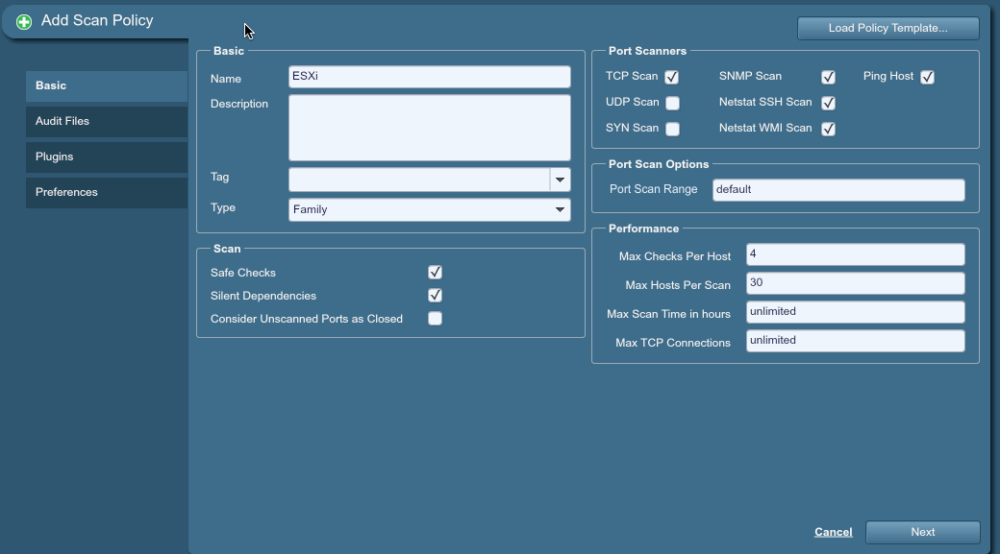 Add Scan Policy
Load Policy Template...
Basic
Audit Files
Plugins
Preferences
Basic
Name ESXi
Description
Tag
Type Family
Scan
Safe Checks
Silent Dependencies
Consider Unscanned Ports as Closed
Port Scanners
TCP Scan SNMP Scan Ping Host
UDP Scan Netstat SSH Scan
SYN Scan Netstat WMI Scan
Port Scan Options
Port Scan Range default
Performance
Max Checks Per Host 4
Max Hosts Per Scan 30
Max Scan Time in hours unlimited
Max TCP Connections unlimited
Cancel Next